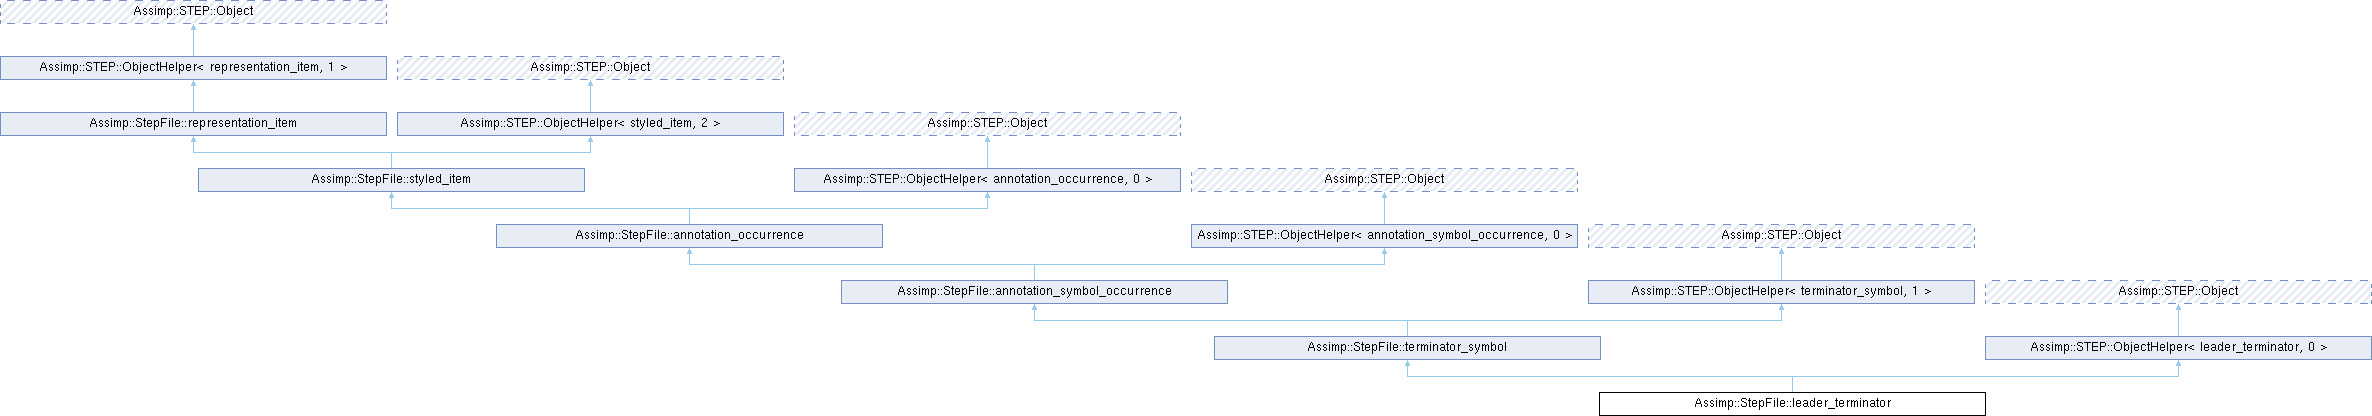 Assimp::STEP::Object
Assimp::STEP::ObjectHelper< representation_item, 1 >
Assimp::STEP::Object
Assimp::StepFile::representation_item
Assimp::STEP::ObjectHelper< styled_item, 2 >
Assimp::STEP::Object
Assimp::StepFile::styled_item
Assimp::STEP::ObjectHelper< annotation_occurrence, 0 >
Assimp::STEP::Object
Assimp::StepFile::annotation_occurrence
Assimp::STEP::ObjectHelper< annotation_symbol_occurrence, 0 >
Assimp::STEP::Object
Assimp::StepFile::annotation_symbol_occurrence
Assimp::STEP::ObjectHelper< terminator_symbol, 1 >
Assimp::STEP::Object
Assimp::StepFile::terminator_symbol
Assimp::STEP::ObjectHelper< leader_terminator, 0 >
Assimp::StepFile::leader_terminator